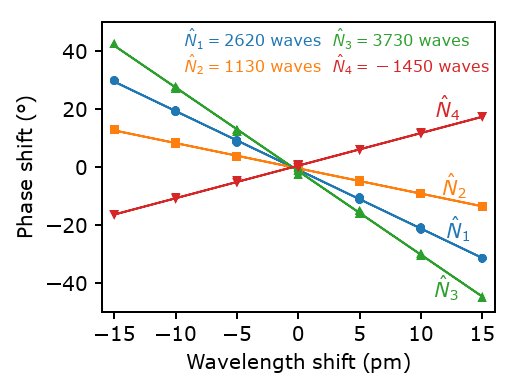 N̂₁ = 2620 waves N̂₃ = 3730 waves
N̂₂ = 1130 waves N̂₄ = −1450 waves
Phase shift (°)
40
20
0
−20
−40
N̂₄
N̂₂
N̂₁
N̂₃
−15 −10 −5 0 5 10 15
Wavelength shift (pm)